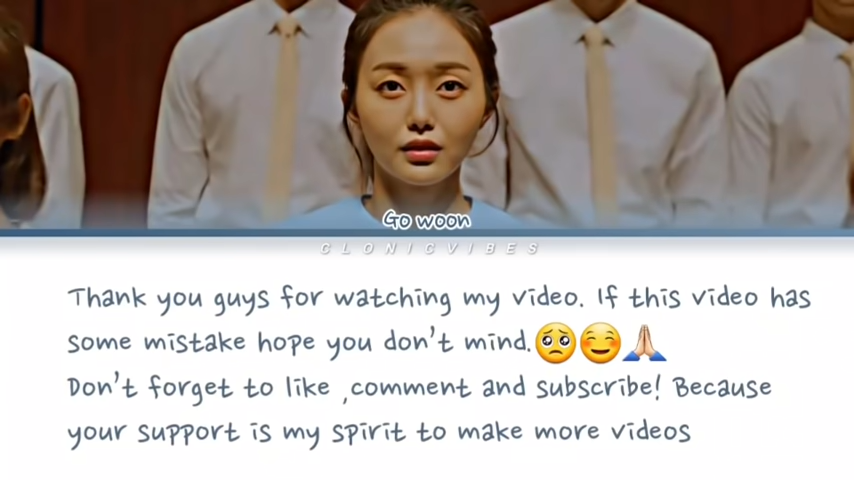 Go woon
CLONICVIBES
Thank you guys for watching my video. If this video has
some mistake hope you don't mind.🥺☺️🙏🏻
Don't forget to like ,comment and subscribe! Because
your support is my spirit to make more videos